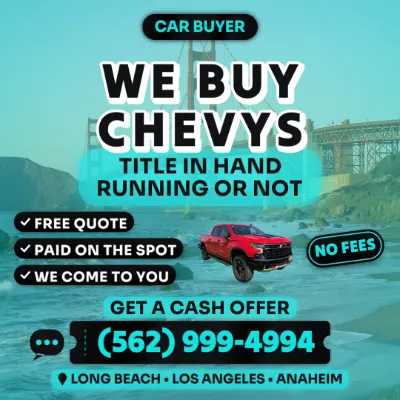 CAR BUYER
WE BUY
CHEVYS
TITLE IN HAND
RUNNING OR NOT
FREE QUOTE
PAID ON THE SPOT
WE COME TO YOU
NO FEES
GET A CASH OFFER
(562) 999-4994
LONG BEACH • LOS ANGELES • ANAHEIM